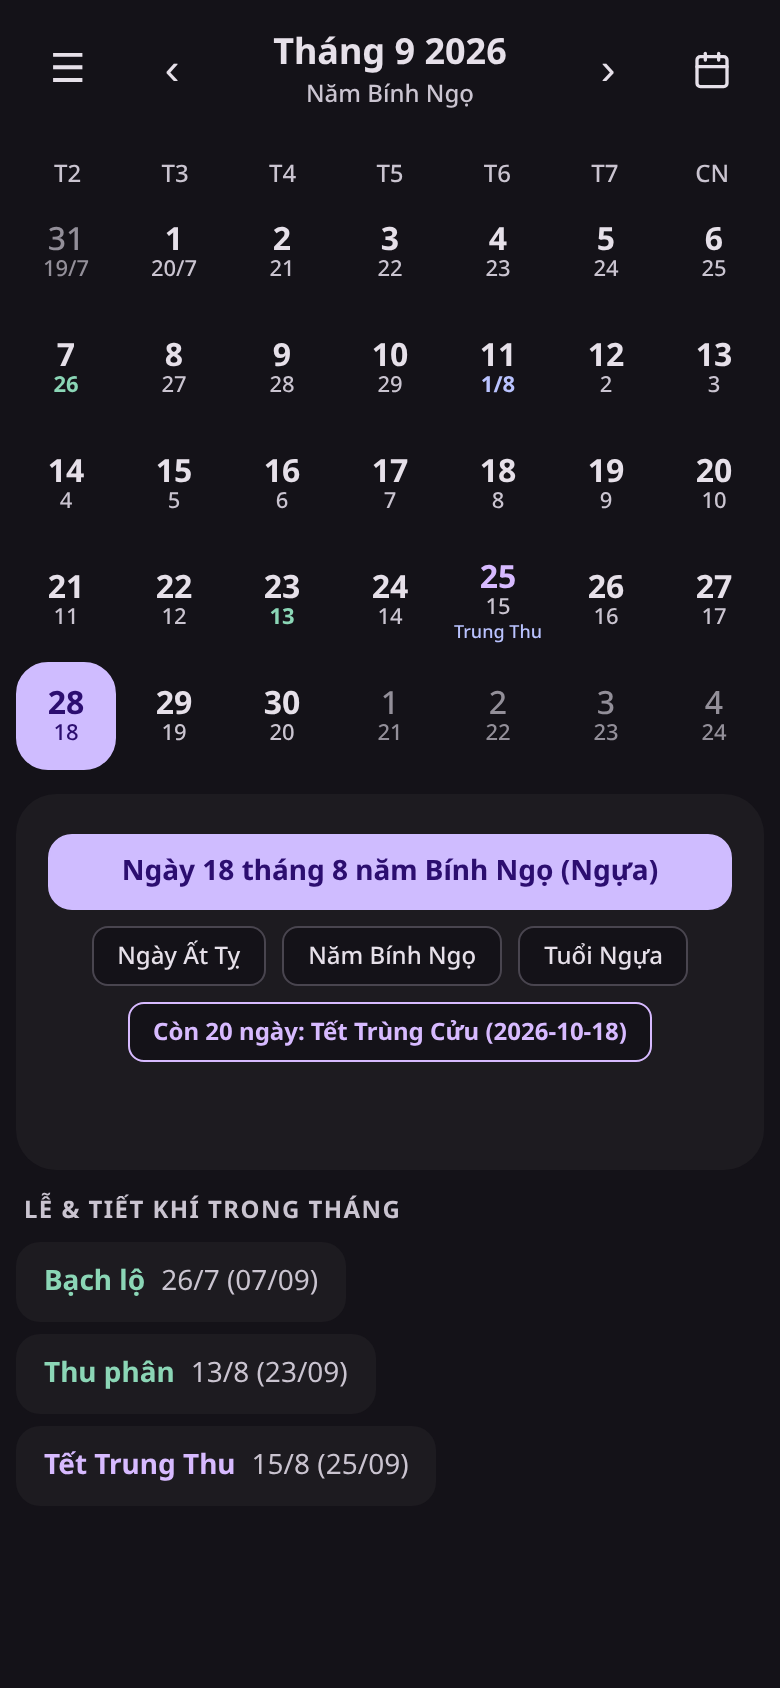 ☰ ‹ Tháng 9 2026 ›
Năm Bính Ngọ
T2 T3 T4 T5 T6 T7 CN
31 1 2 3 4 5 6
19/7 20/7 21 22 23 24 25
7 8 9 10 11 12 13
26 27 28 29 1/8 2 3
14 15 16 17 18 19 20
4 5 6 7 8 9 10
21 22 23 24 25 26 27
11 12 13 14 15 16 17
Trung Thu
28 29 30 1 2 3 4
18 19 20 21 22 23 24
Ngày 18 tháng 8 năm Bính Ngọ (Ngựa)
Ngày Ất Tỵ Năm Bính Ngọ Tuổi Ngựa
Còn 20 ngày: Tết Trùng Cửu (2026-10-18)
LỄ & TIẾT KHÍ TRONG THÁNG
Bạch lộ 26/7 (07/09)
Thu phân 13/8 (23/09)
Tết Trung Thu 15/8 (25/09)